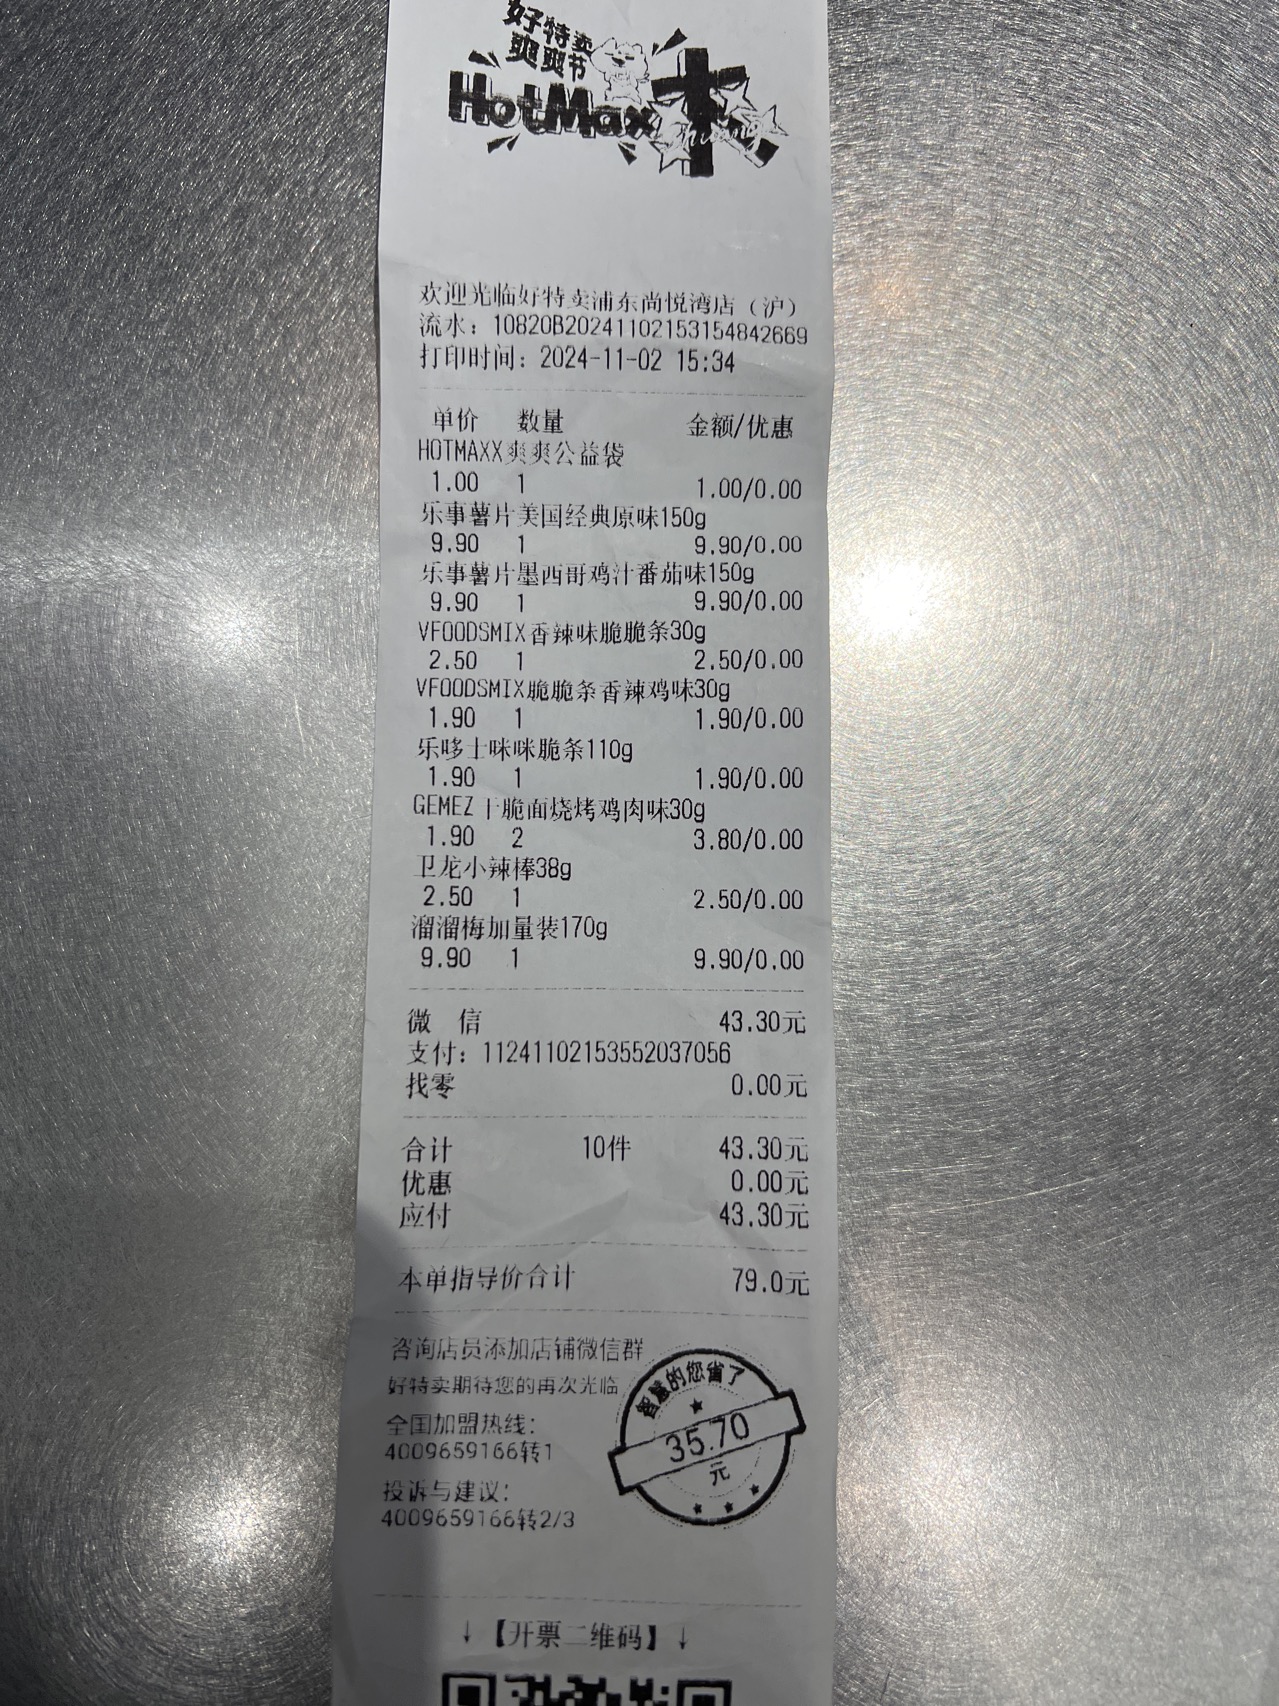 好特卖
爽爽节
HotMaxx
Shuang
欢迎光临好特卖浦东尚悦湾店（沪）
流水：10820B202411021531548426​69
打印时间：2024-11-02 15:34
单价 数量 金额/优惠
HOTMAXX爽爽公益袋
1.00 1 1.00/0.00
乐事薯片美国经典原味150g
9.90 1 9.90/0.00
乐事薯片墨西哥鸡汁番茄味150g
9.90 1 9.90/0.00
VFOODSMIX香辣味脆脆条30g
2.50 1 2.50/0.00
VFOODSMIX脆脆条香辣鸡味30g
1.90 1 1.90/0.00
乐哆士咪咪脆条110g
1.90 1 1.90/0.00
GEMEZ干脆面烧烤鸡肉味30g
1.90 2 3.80/0.00
卫龙小辣棒38g
2.50 1 2.50/0.00
溜溜梅加量装170g
9.90 1 9.90/0.00
微 信 43.30元
支付：112411021535520370​56
找零 0.00元
合计 10件 43.30元
优惠 0.00元
应付 43.30元
本单指导价合计 79.0元
咨询店员添加店铺微信群
好特卖期待您的再次光临
全国加盟热线：
4009659166转1
投诉与建议：
4009659166转2/3
智慧的您省了
35.70
元
↓【开票二维码】↓